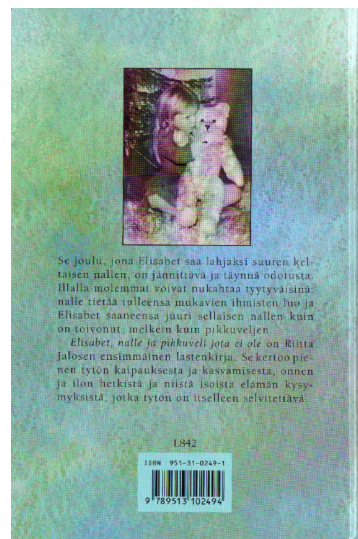 Se joulu, jona Elisabet saa lahjaksi suuren kel-
taisen nallen, on jännittävä ja täynnä odotusta.
Illalla molemmat voivat nukahtaa tyytyväisinä:
nalle tietää tulleensa mukavien ihmisten luo ja
Elisabet saaneensa juuri sellaisen nallen kuin
on toivonut, melkein kuin pikkuveljen.
Elisabet, nalle ja pikkuveli jota ei ole on Riitta
Jalosen ensimmäinen lastenkirja. Se kertoo pie-
nen tytön kaipauksesta ja kasvamisesta, onnen
ja ilon hetkistä ja niistä isoista elämän kysy-
myksistä, jotka tytön on itselleen selvitettävä.
L842
ISBN 951-31-0249-1
9 789513 102494